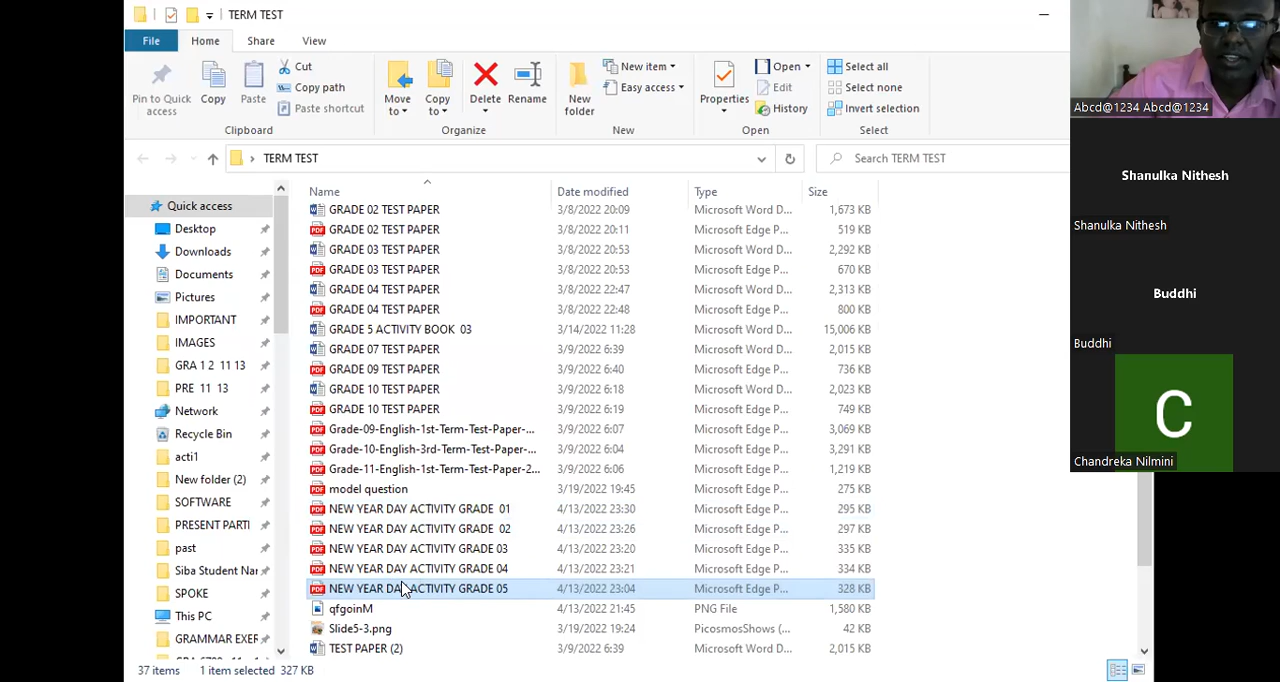 TERM TEST
File Home Share View
Pin to Quick access
Copy
Paste
Cut
Copy path
Paste shortcut
Move to
Copy to
Delete
Rename
New folder
New item
Easy access
Properties
Open
Edit
History
Select all
Select none
Invert selection
Clipboard Organize New Open Select
TERM TEST
Search TERM TEST
Quick access
Desktop
Downloads
Documents
Pictures
IMPORTANT
IMAGES
GRA 1 2 11 13
PRE 11 13
Network
Recycle Bin
acti1
New folder (2)
SOFTWARE
PRESENT PARTI
past
Siba Student Nar
SPOKE
This PC
GRAMMAR EXER
Name Date modified Type Size
GRADE 02 TEST PAPER 3/8/2022 20:09 Microsoft Word D... 1,673 KB
GRADE 02 TEST PAPER 3/8/2022 20:11 Microsoft Edge P... 519 KB
GRADE 03 TEST PAPER 3/8/2022 20:53 Microsoft Word D... 2,292 KB
GRADE 03 TEST PAPER 3/8/2022 20:53 Microsoft Edge P... 670 KB
GRADE 04 TEST PAPER 3/8/2022 22:47 Microsoft Word D... 2,313 KB
GRADE 04 TEST PAPER 3/8/2022 22:48 Microsoft Edge P... 800 KB
GRADE 5 ACTIVITY BOOK 03 3/14/2022 11:28 Microsoft Word D... 15,006 KB
GRADE 07 TEST PAPER 3/9/2022 6:39 Microsoft Word D... 2,015 KB
GRADE 09 TEST PAPER 3/9/2022 6:40 Microsoft Edge P... 736 KB
GRADE 10 TEST PAPER 3/9/2022 6:18 Microsoft Word D... 2,023 KB
GRADE 10 TEST PAPER 3/9/2022 6:19 Microsoft Edge P... 749 KB
Grade-09-English-1st-Term-Test-Paper-... 3/9/2022 6:07 Microsoft Edge P... 3,069 KB
Grade-10-English-3rd-Term-Test-Paper-... 3/9/2022 6:04 Microsoft Edge P... 3,291 KB
Grade-11-English-1st-Term-Test-Paper-2... 3/9/2022 6:06 Microsoft Edge P... 1,219 KB
model question 3/19/2022 19:45 Microsoft Edge P... 275 KB
NEW YEAR DAY ACTIVITY GRADE 01 4/13/2022 23:30 Microsoft Edge P... 295 KB
NEW YEAR DAY ACTIVITY GRADE 02 4/13/2022 23:26 Microsoft Edge P... 297 KB
NEW YEAR DAY ACTIVITY GRADE 03 4/13/2022 23:20 Microsoft Edge P... 335 KB
NEW YEAR DAY ACTIVITY GRADE 04 4/13/2022 23:21 Microsoft Edge P... 334 KB
NEW YEAR DAY ACTIVITY GRADE 05 4/13/2022 23:04 Microsoft Edge P... 328 KB
qfgoinM 4/13/2022 21:45 PNG File 1,580 KB
Slide5-3.png 3/19/2022 19:24 PicosmosShows (... 42 KB
TEST PAPER (2) 3/9/2022 6:39 Microsoft Word D... 2,015 KB
37 items 1 item selected 327 KB
Abcd@1234 Abcd@1234
Shanulka Nithesh
Shanulka Nithesh
Buddhi
Buddhi
C
Chandreka Nilmini